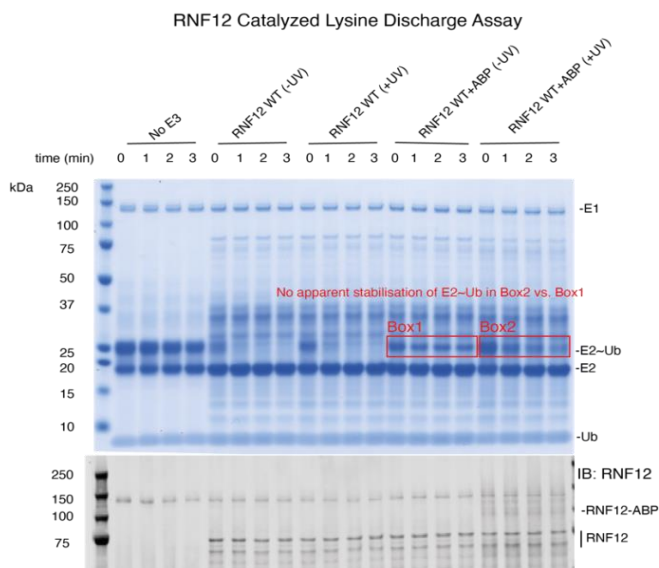 RNF12 Catalyzed Lysine Discharge Assay
No E3
RNF12 WT (-UV)
RNF12 WT (+UV)
RNF12 WT+ABP (-UV)
RNF12 WT+ABP (+UV)
time (min) 0 1 2 3 0 1 2 3 0 1 2 3 0 1 2 3 0 1 2 3
kDa
250
150
-E1
100
75
50
No apparent stabilisation of E2~Ub in Box2 vs. Box1
37
Box1 Box2
25 -E2~Ub
20 -E2
15
10
-Ub
250 IB: RNF12
150
-RNF12-ABP
100
75 RNF12